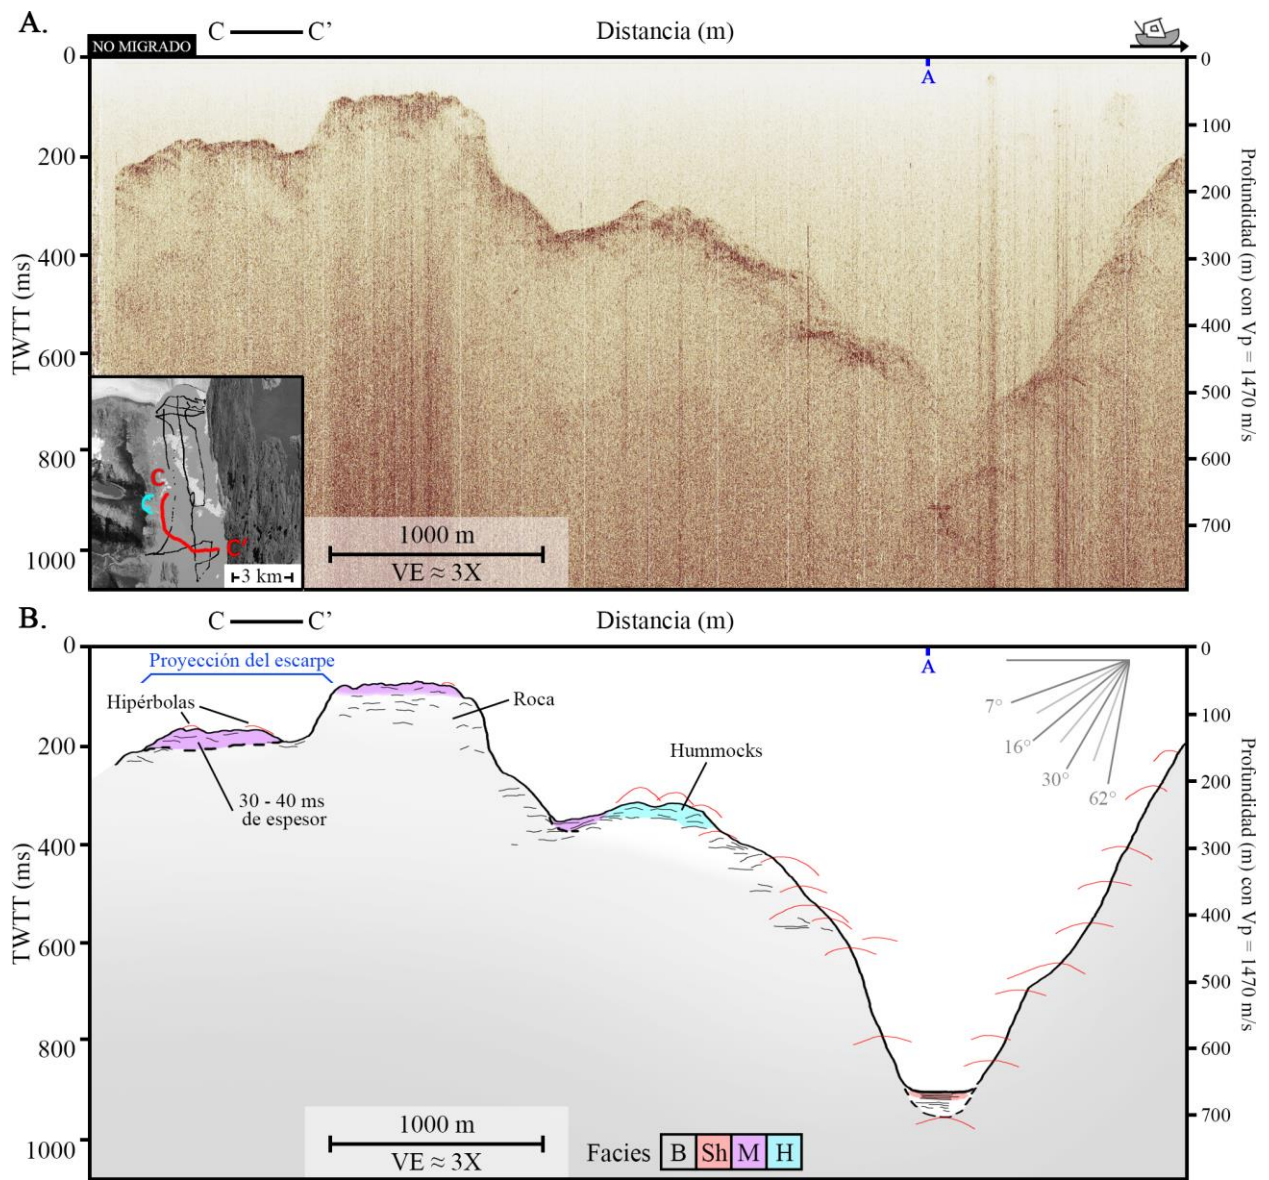 A.
C
C’
Distancia (m)
NO MIGRADO
0
200
400
600
800
1000
TWTT (ms)
A
0
100
200
300
400
500
600
700
Profundidad (m) con Vp = 1470 m/s
C
C'
3 km
1000 m
VE ≈ 3X
B.
C
C’
Distancia (m)
0
200
400
600
800
1000
TWTT (ms)
Proyección del escarpe
Hipérbolas
30 - 40 ms
de espesor
Roca
Hummocks
A
7°
16°
30°
62°
0
100
200
300
400
500
600
700
Profundidad (m) con Vp = 1470 m/s
1000 m
VE ≈ 3X
Facies B Sh M H